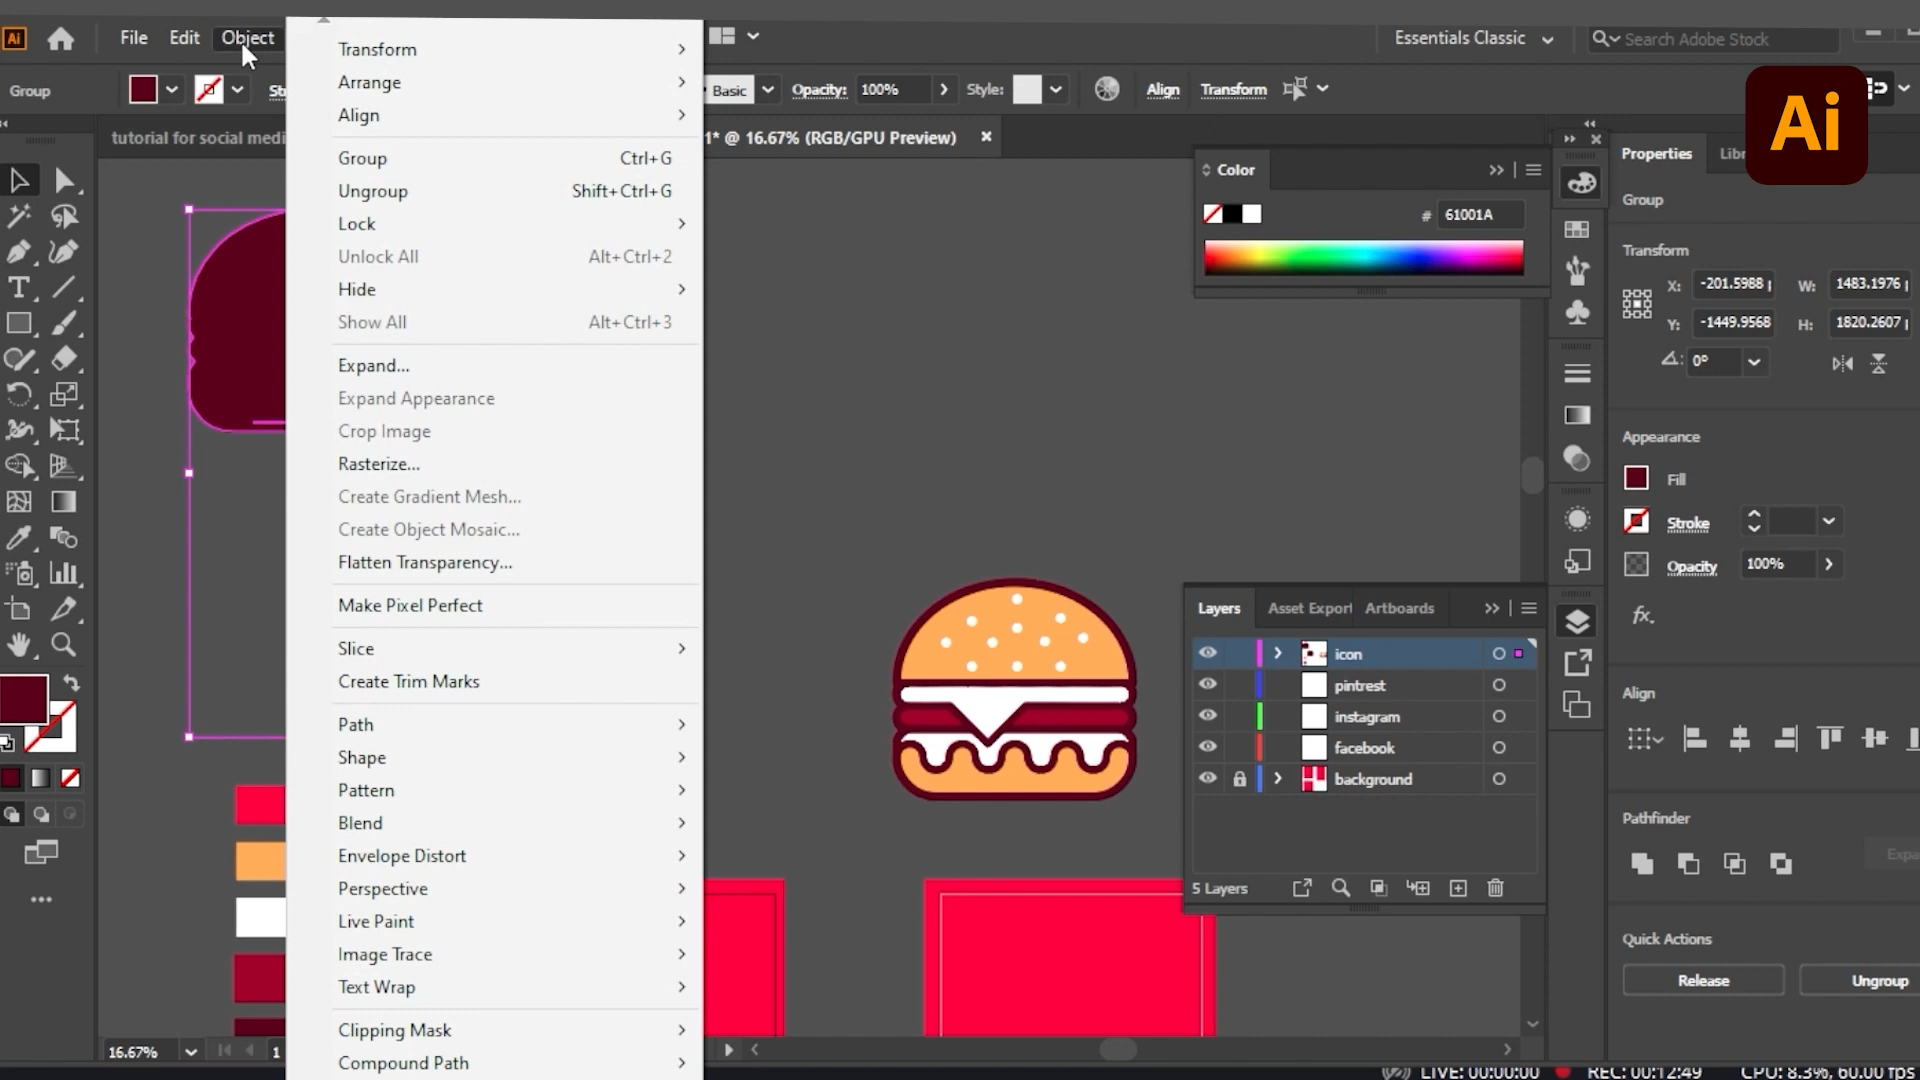 Ai
File
Edit
Object
Essentials Classic
Search Adobe Stock
Group
Basic
Opacity:
100%
Style:
Align
Transform
tutorial for social medi
1* @ 16.67% (RGB/GPU Preview)
Ai
Transform
Arrange
Align
Group Ctrl+G
Ungroup Shift+Ctrl+G
Lock
Unlock All Alt+Ctrl+2
Hide
Show All Alt+Ctrl+3
Expand...
Expand Appearance
Crop Image
Rasterize...
Create Gradient Mesh...
Create Object Mosaic...
Flatten Transparency...
Make Pixel Perfect
Slice
Create Trim Marks
Path
Shape
Pattern
Blend
Envelope Distort
Perspective
Live Paint
Image Trace
Text Wrap
Clipping Mask
Compound Path
Color
# 61001A
Layers
Asset Export
Artboards
icon
pintrest
instagram
facebook
background
5 Layers
Properties
Group
Transform
X: -201.5988
W: 1483.1976
Y: -1449.9568
H: 1820.2607
0°
Appearance
Fill
Stroke
Opacity 100%
fx.
Align
Pathfinder
Expa
Quick Actions
Release
Ungroup
16.67%
1
LIVE: 00:00:00
REC: 00:12:49
CPU: 8.3%, 60.00 fps